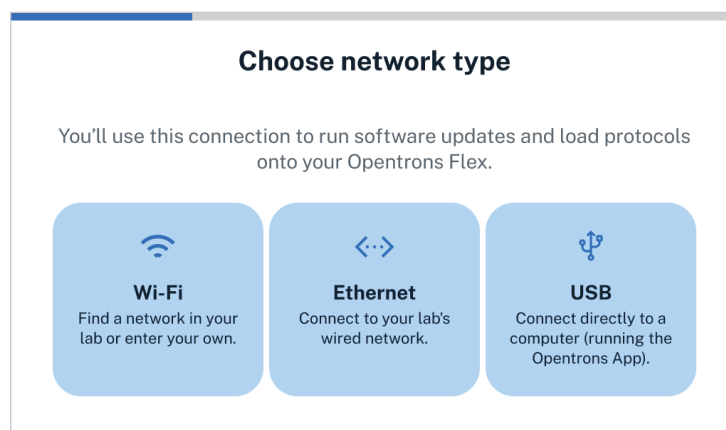 Choose network type
You’ll use this connection to run software updates and load protocols
onto your Opentrons Flex.
Wi-Fi
Find a network in your
lab or enter your own.
Ethernet
Connect to your lab's
wired network.
USB
Connect directly to a
computer (running the
Opentrons App).